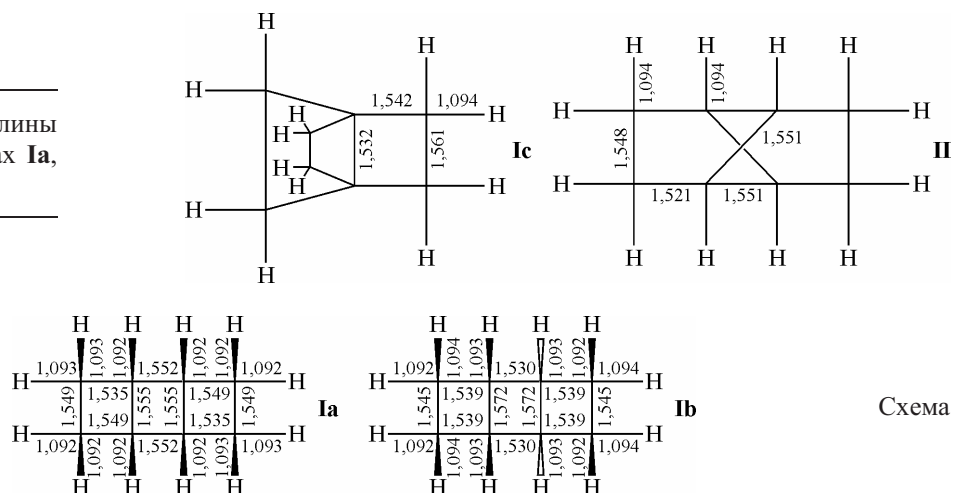 лины
ах Ia,
H
H
H
1,542 1,094
H H
H 1,532 1,561
Ic
H
H
H H
H
H
H H H H
1,094 1,094
H H
1,548 1,551
II
H H
1,521 1,551
H H H H
H H H H
1,093 1,093 1,092 1,552 1,092 1,092 1,092
H H
1,549 1,535 1,555 1,555 1,549 1,549
Ia
1,549 1,535
H H
1,092 1,092 1,092 1,552 1,092 1,093 1,093
H H H H
H H H H
1,092 1,094 1,093 1,530 1,093 1,092 1,094
H H
1,545 1,539 1,572 1,572 1,539 1,545
Ib
1,539 1,539
H H
1,092 1,094 1,093 1,530 1,093 1,092 1,094
H H H H
Схема